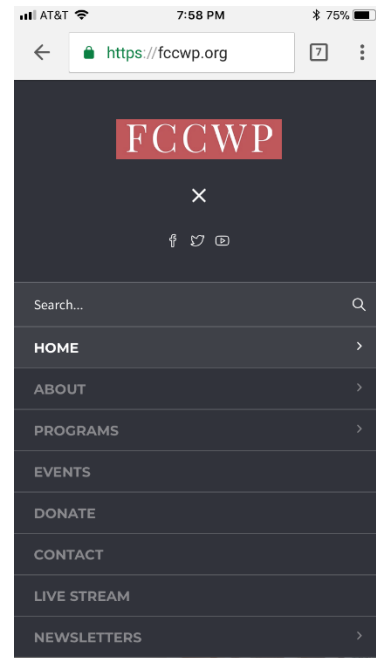 AT&T 7:58 PM 75%
https://fccwp.org 7
FCCWP
Search...
HOME
ABOUT
PROGRAMS
EVENTS
DONATE
CONTACT
LIVE STREAM
NEWSLETTERS